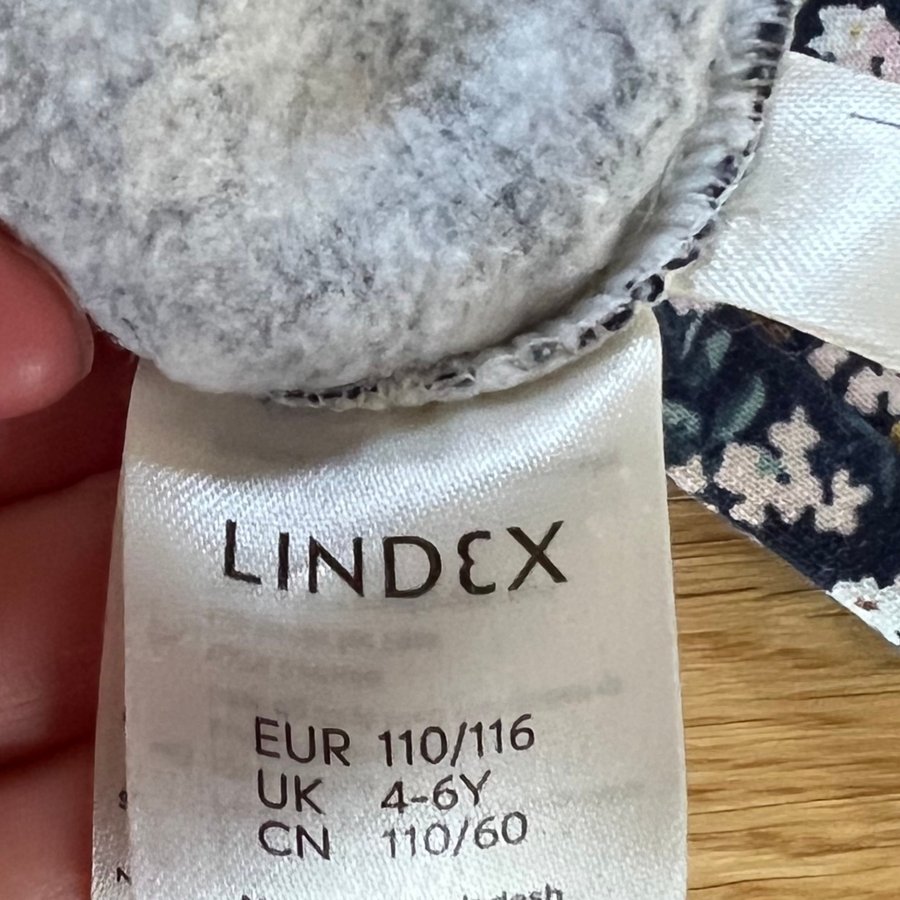 LINDEX
EUR 110/116
UK 4-6Y
CN 110/60